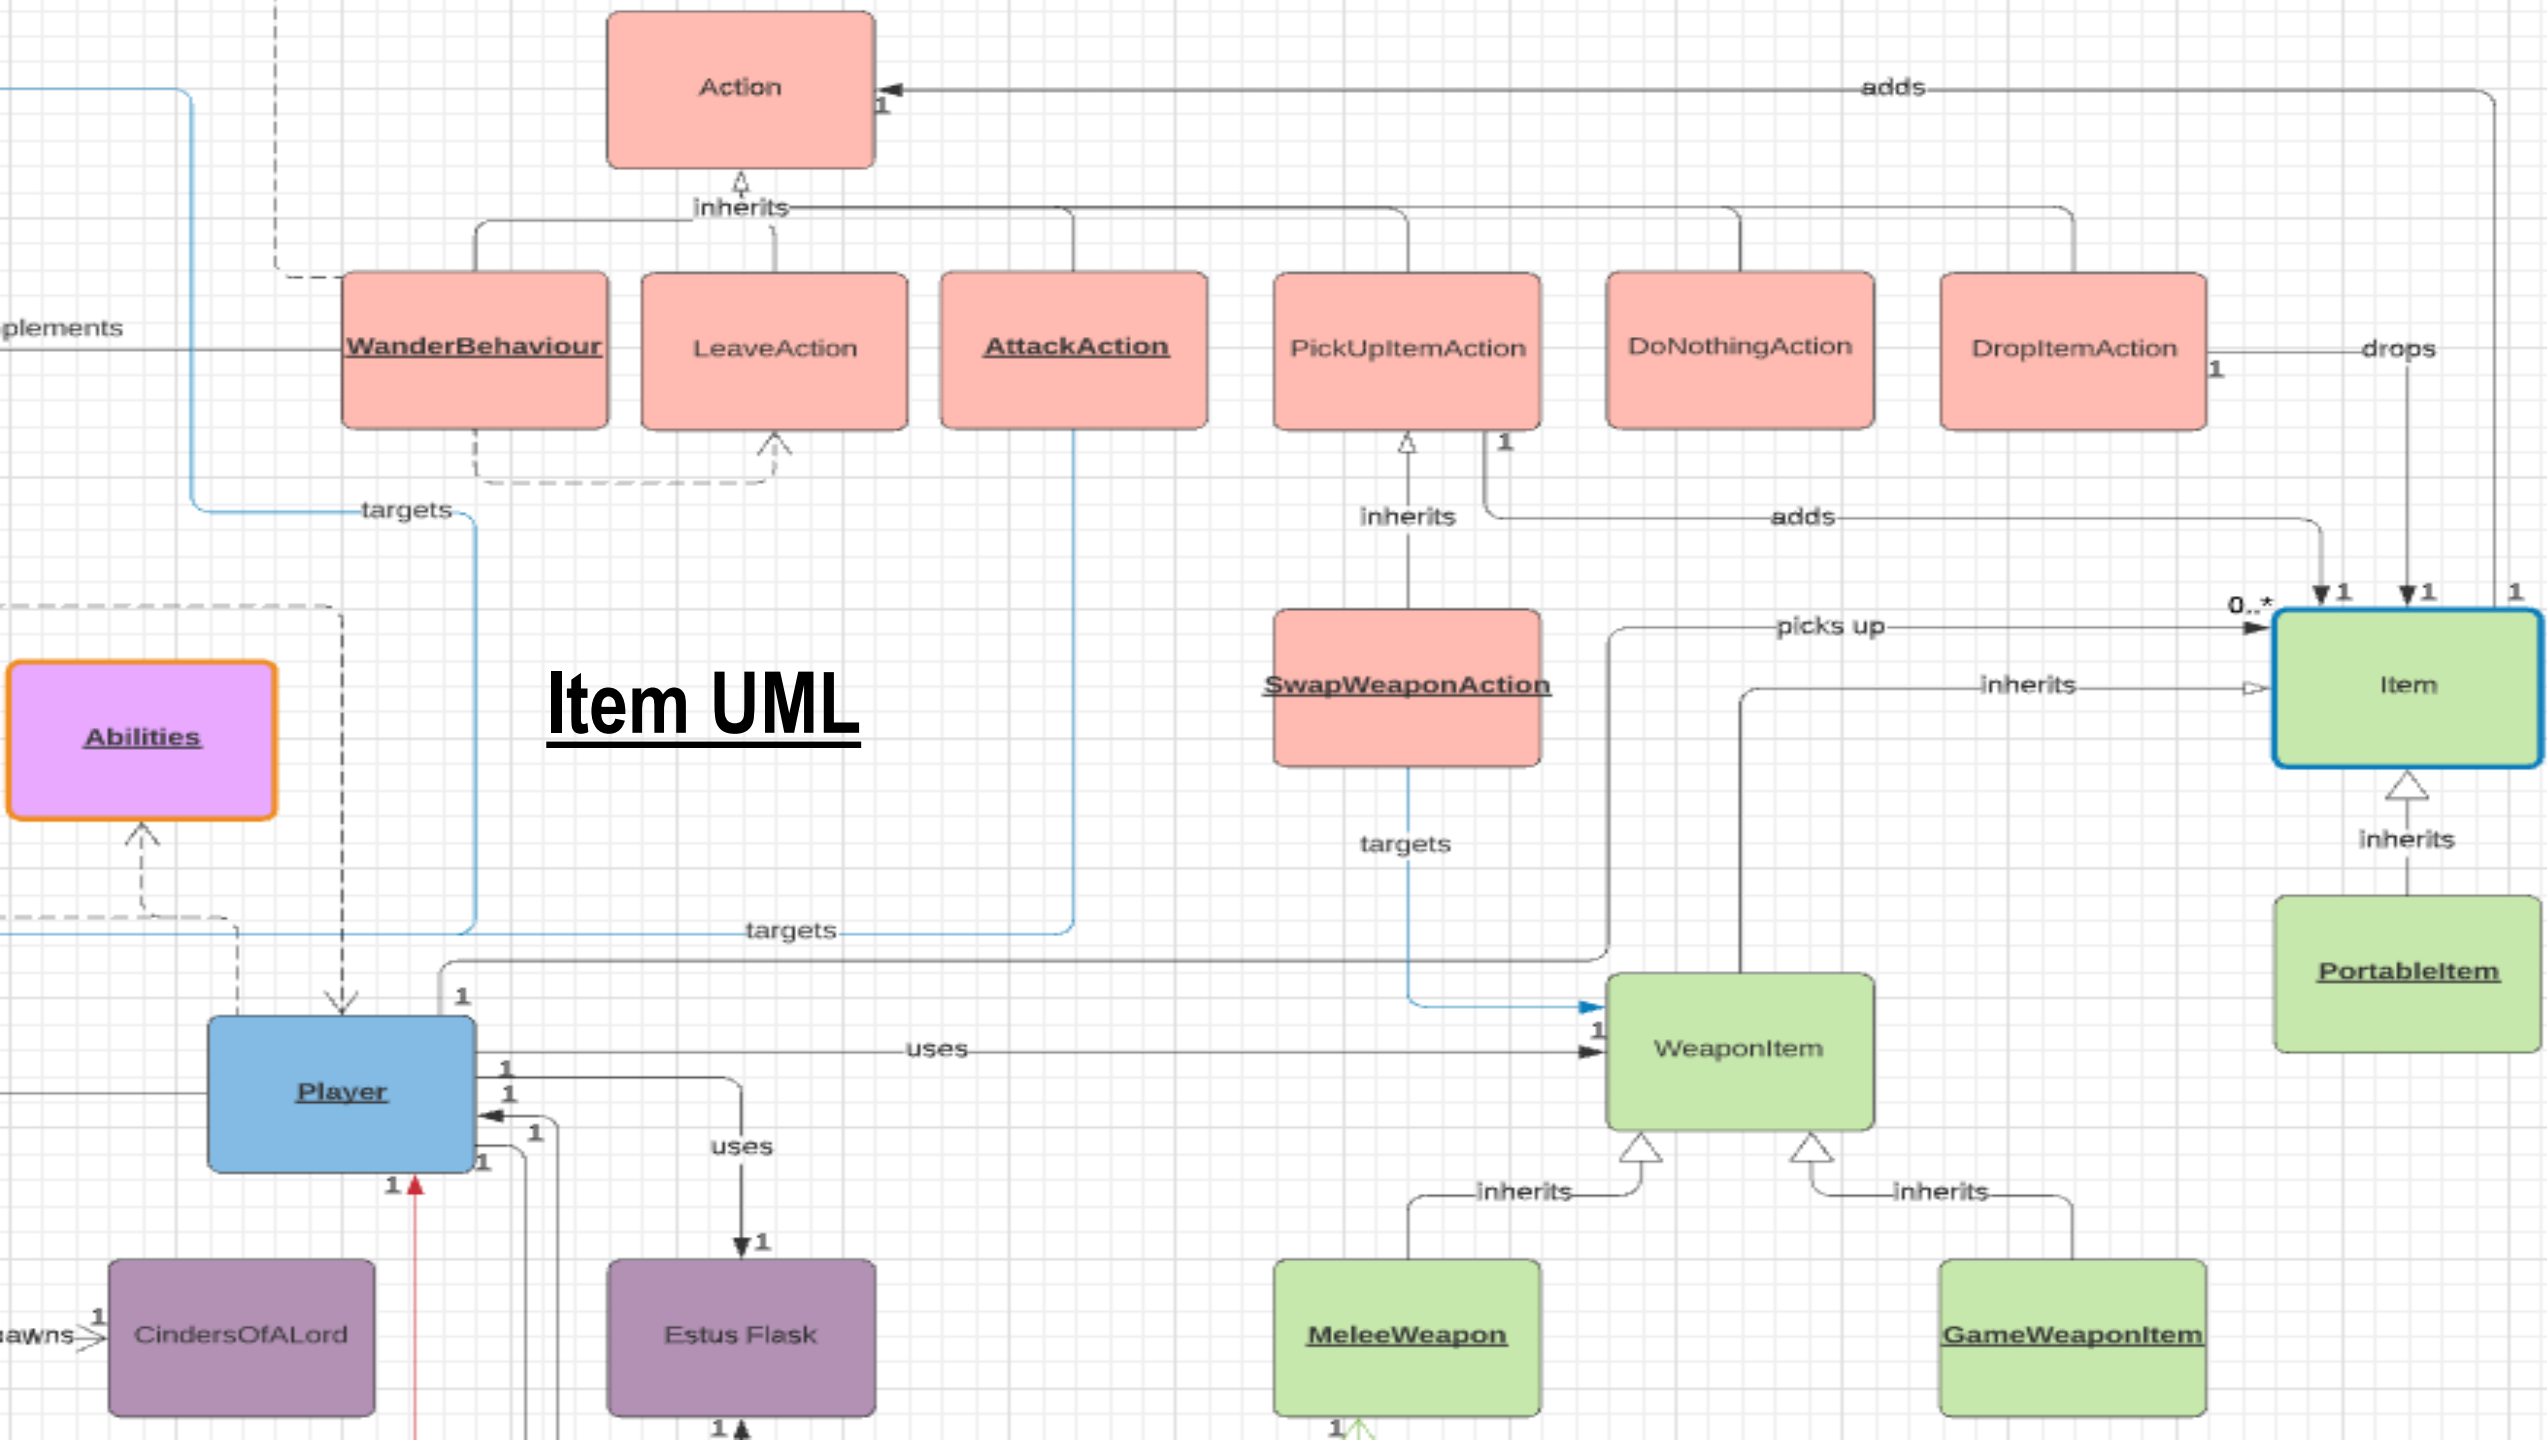 Action
1
adds
inherits
plements
WanderBehaviour
LeaveAction
AttackAction
PickUpItemAction
DoNothingAction
DropItemAction
1
drops
1
targets
inherits
adds
1
1
1
0..*
picks up
Abilities
Item UML
SwapWeaponAction
inherits
Item
targets
inherits
targets
PortableItem
1
1
uses
WeaponItem
1
1
Player
1
uses
1
1
inherits
inherits
1
1
awns
CindersOfALord
Estus Flask
MeleeWeapon
GameWeaponItem
1
1